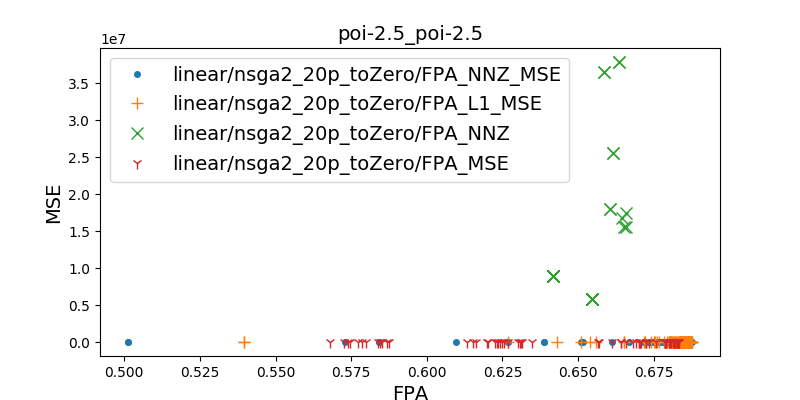 poi-2.5_poi-2.5
1e7
linear/nsga2_20p_toZero/FPA_NNZ_MSE
linear/nsga2_20p_toZero/FPA_L1_MSE
linear/nsga2_20p_toZero/FPA_NNZ
linear/nsga2_20p_toZero/FPA_MSE
MSE
3.5
3.0
2.5
2.0
1.5
1.0
0.5
0.0
0.500
0.525
0.550
0.575
0.600
0.625
0.650
0.675
FPA